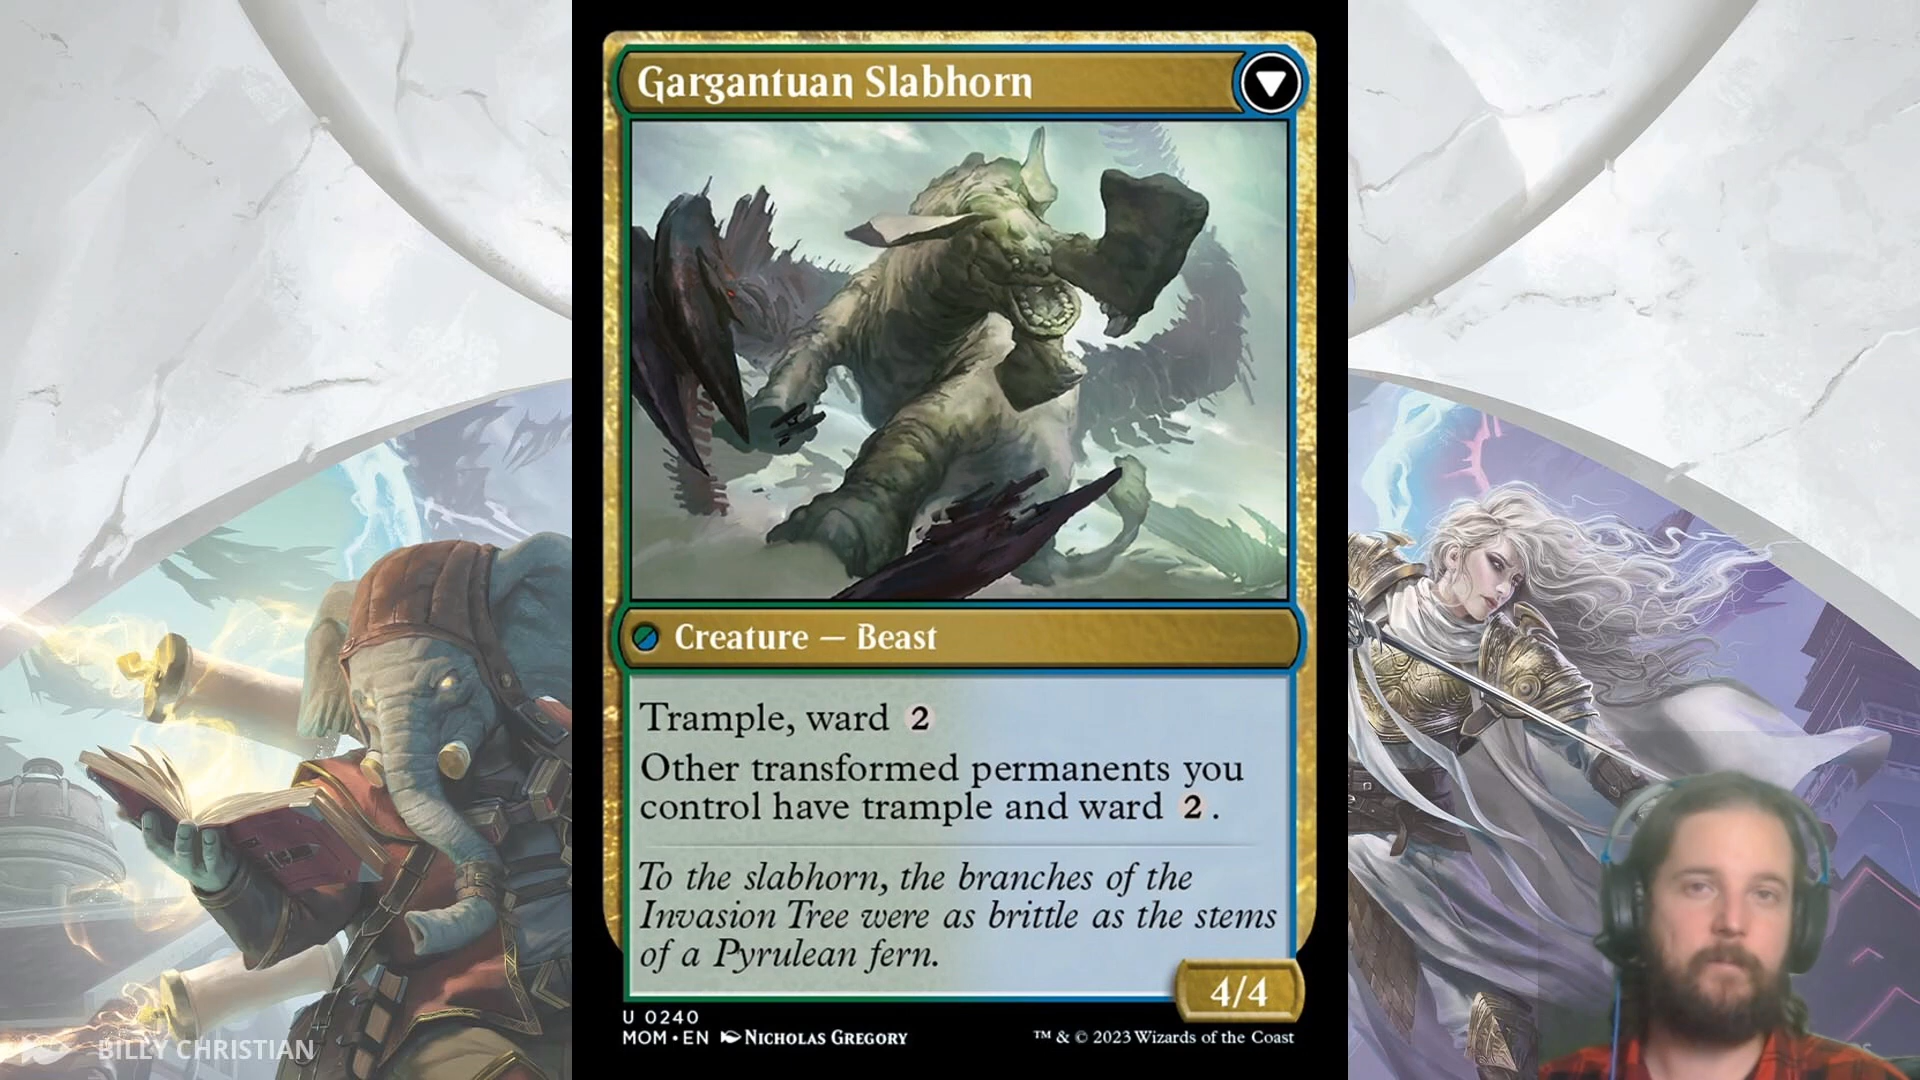 Gargantuan Slabhorn
Creature — Beast
Trample, ward 2
Other transformed permanents you
control have trample and ward 2.
To the slabhorn, the branches of the
Invasion Tree were as brittle as the stems
of a Pyrulean fern.
4/4
U 0240
MOM • EN NICHOLAS GREGORY
™ & © 2023 Wizards of the Coast
BILLY CHRISTIAN